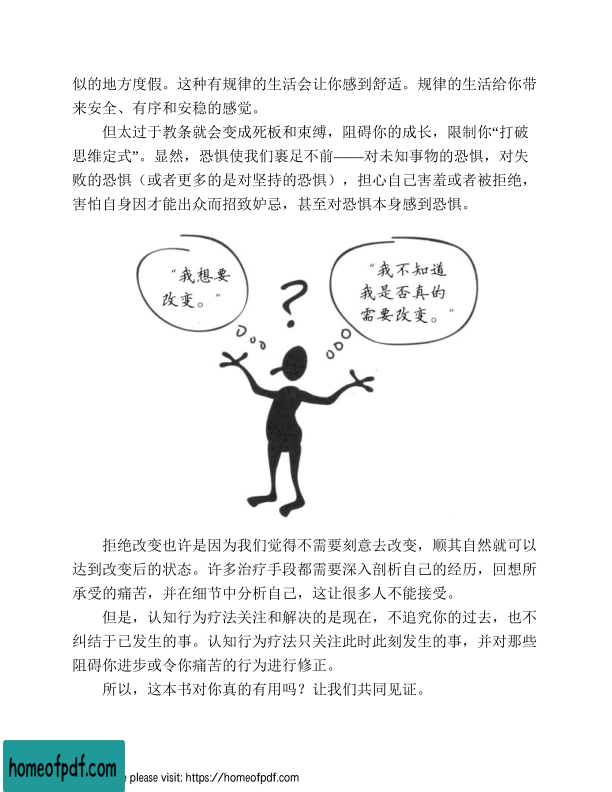 似的地方度假。这种有规律的生活会让你感到舒适。规律的生活给你带
来安全、有序和安稳的感觉。
但太过于教条就会变成死板和束缚，阻碍你的成长，限制你“打破
思维定式”。显然，恐惧使我们裹足不前——对未知事物的恐惧，对失
败的恐惧（或者更多的是对坚持的恐惧），担心自己害羞或者被拒绝，
害怕自身因才能出众而招致妒忌，甚至对恐惧本身感到恐惧。
“我想要
改变。”
?
“我不知道
我是否真的
需要改变。”
拒绝改变也许是因为我们觉得不需要刻意去改变，顺其自然就可以
达到改变后的状态。许多治疗手段都需要深入剖析自己的经历，回想所
承受的痛苦，并在细节中分析自己，这让很多人不能接受。
但是，认知行为疗法关注和解决的是现在，不追究你的过去，也不
纠结于已发生的事。认知行为疗法只关注此时此刻发生的事，并对那些
阻碍你进步或令你痛苦的行为进行修正。
所以，这本书对你真的有用吗？让我们共同见证。
homeofpdf.com
e please visit: https://homeofpdf.com